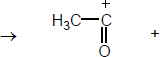 +
→ H₃C—C +
O